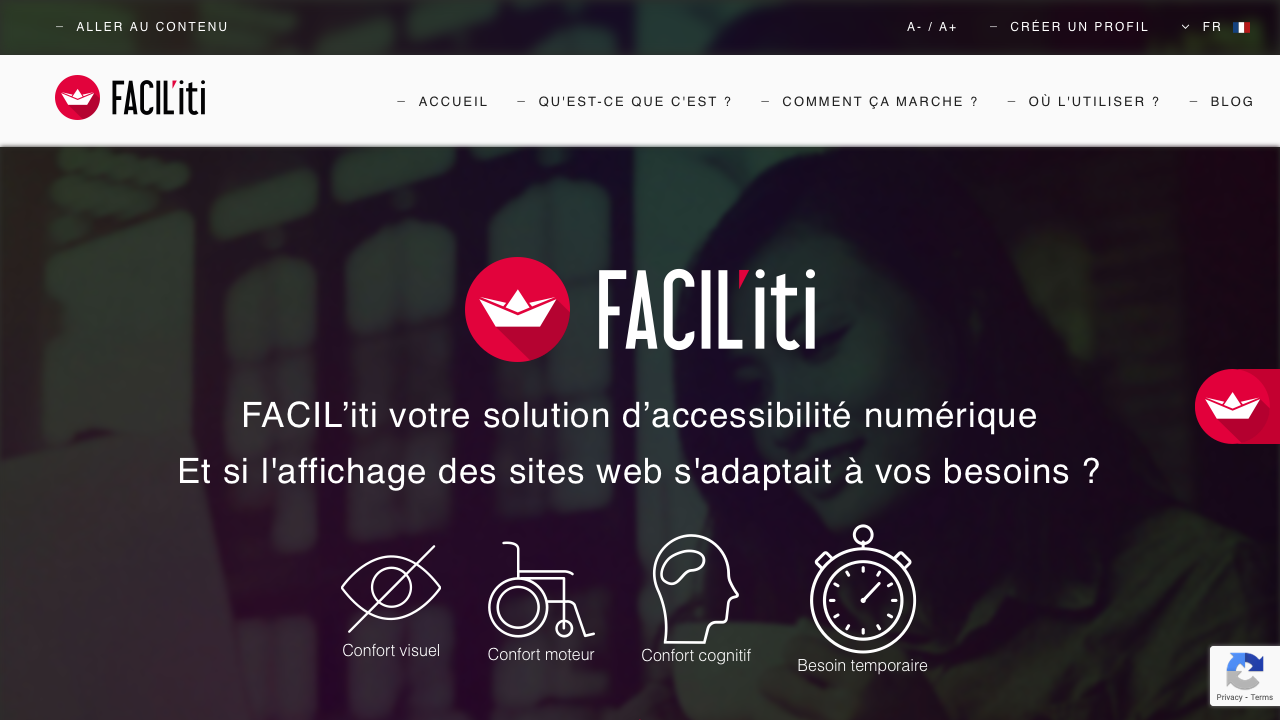 ALLER AU CONTENU
A- / A+
CRÉER UN PROFIL
FR
FACIL'iti
ACCUEIL
QU'EST-CE QUE C'EST ?
COMMENT ÇA MARCHE ?
OÙ L'UTILISER ?
BLOG
FACIL'iti
FACIL’iti votre solution d’accessibilité numérique
Et si l'affichage des sites web s'adaptait à vos besoins ?
Confort visuel
Confort moteur
Confort cognitif
Besoin temporaire
Privacy - Terms